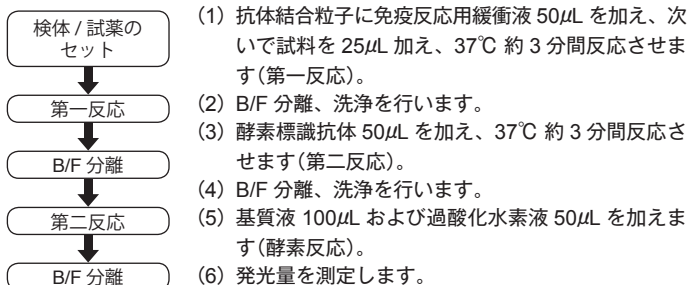 検体 / 試薬の
セット
第一反応
B/F 分離
第二反応
B/F 分離
(1) 抗体結合粒子に免疫反応用緩衝液 50μL を加え、次
いで試料を 25μL 加え、37℃ 約 3 分間反応させま
す(第一反応)。
(2) B/F 分離、洗浄を行います。
(3) 酵素標識抗体 50μL を加え、37℃ 約 3 分間反応さ
せます(第二反応)。
(4) B/F 分離、洗浄を行います。
(5) 基質液 100μL および過酸化水素液 50μL を加えま
す(酵素反応)。
(6) 発光量を測定します。